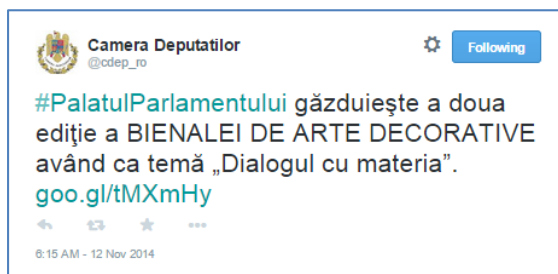 Camera Deputatilor
@cdep_ro
Following
#PalatulParlamentului găzduieşte a doua
ediţie a BIENALEI DE ARTE DECORATIVE
având ca temă „Dialogul cu materia”.
goo.gl/tMXmHy
6:15 AM - 12 Nov 2014